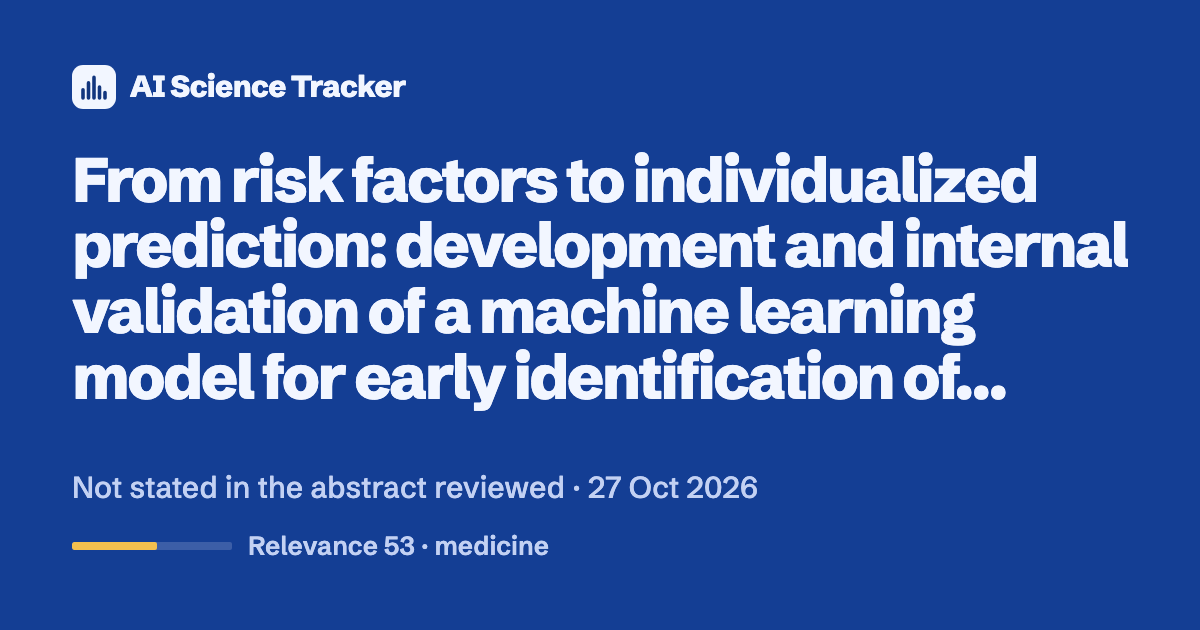 AI Science Tracker
From risk factors to individualized
prediction: development and internal
validation of a machine learning
model for early identification of...
Not stated in the abstract reviewed · 27 Oct 2026
Relevance 53 · medicine